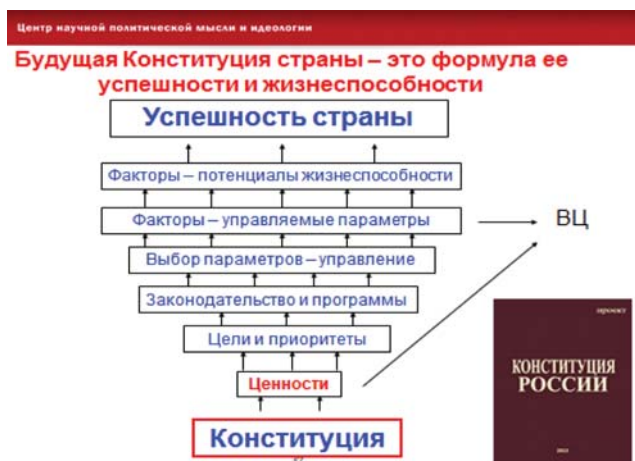 Центр научной политической мысли и идеологии
Будущая Конституция страны – это формула ее
успешности и жизнеспособности
Успешность страны
Факторы – потенциалы жизнеспособности
Факторы – управляемые параметры
ВЦ
Выбор параметров – управление
Законодательство и программы
Цели и приоритеты
Ценности
Конституция
проект
КОНСТИТУЦИЯ
РОССИИ